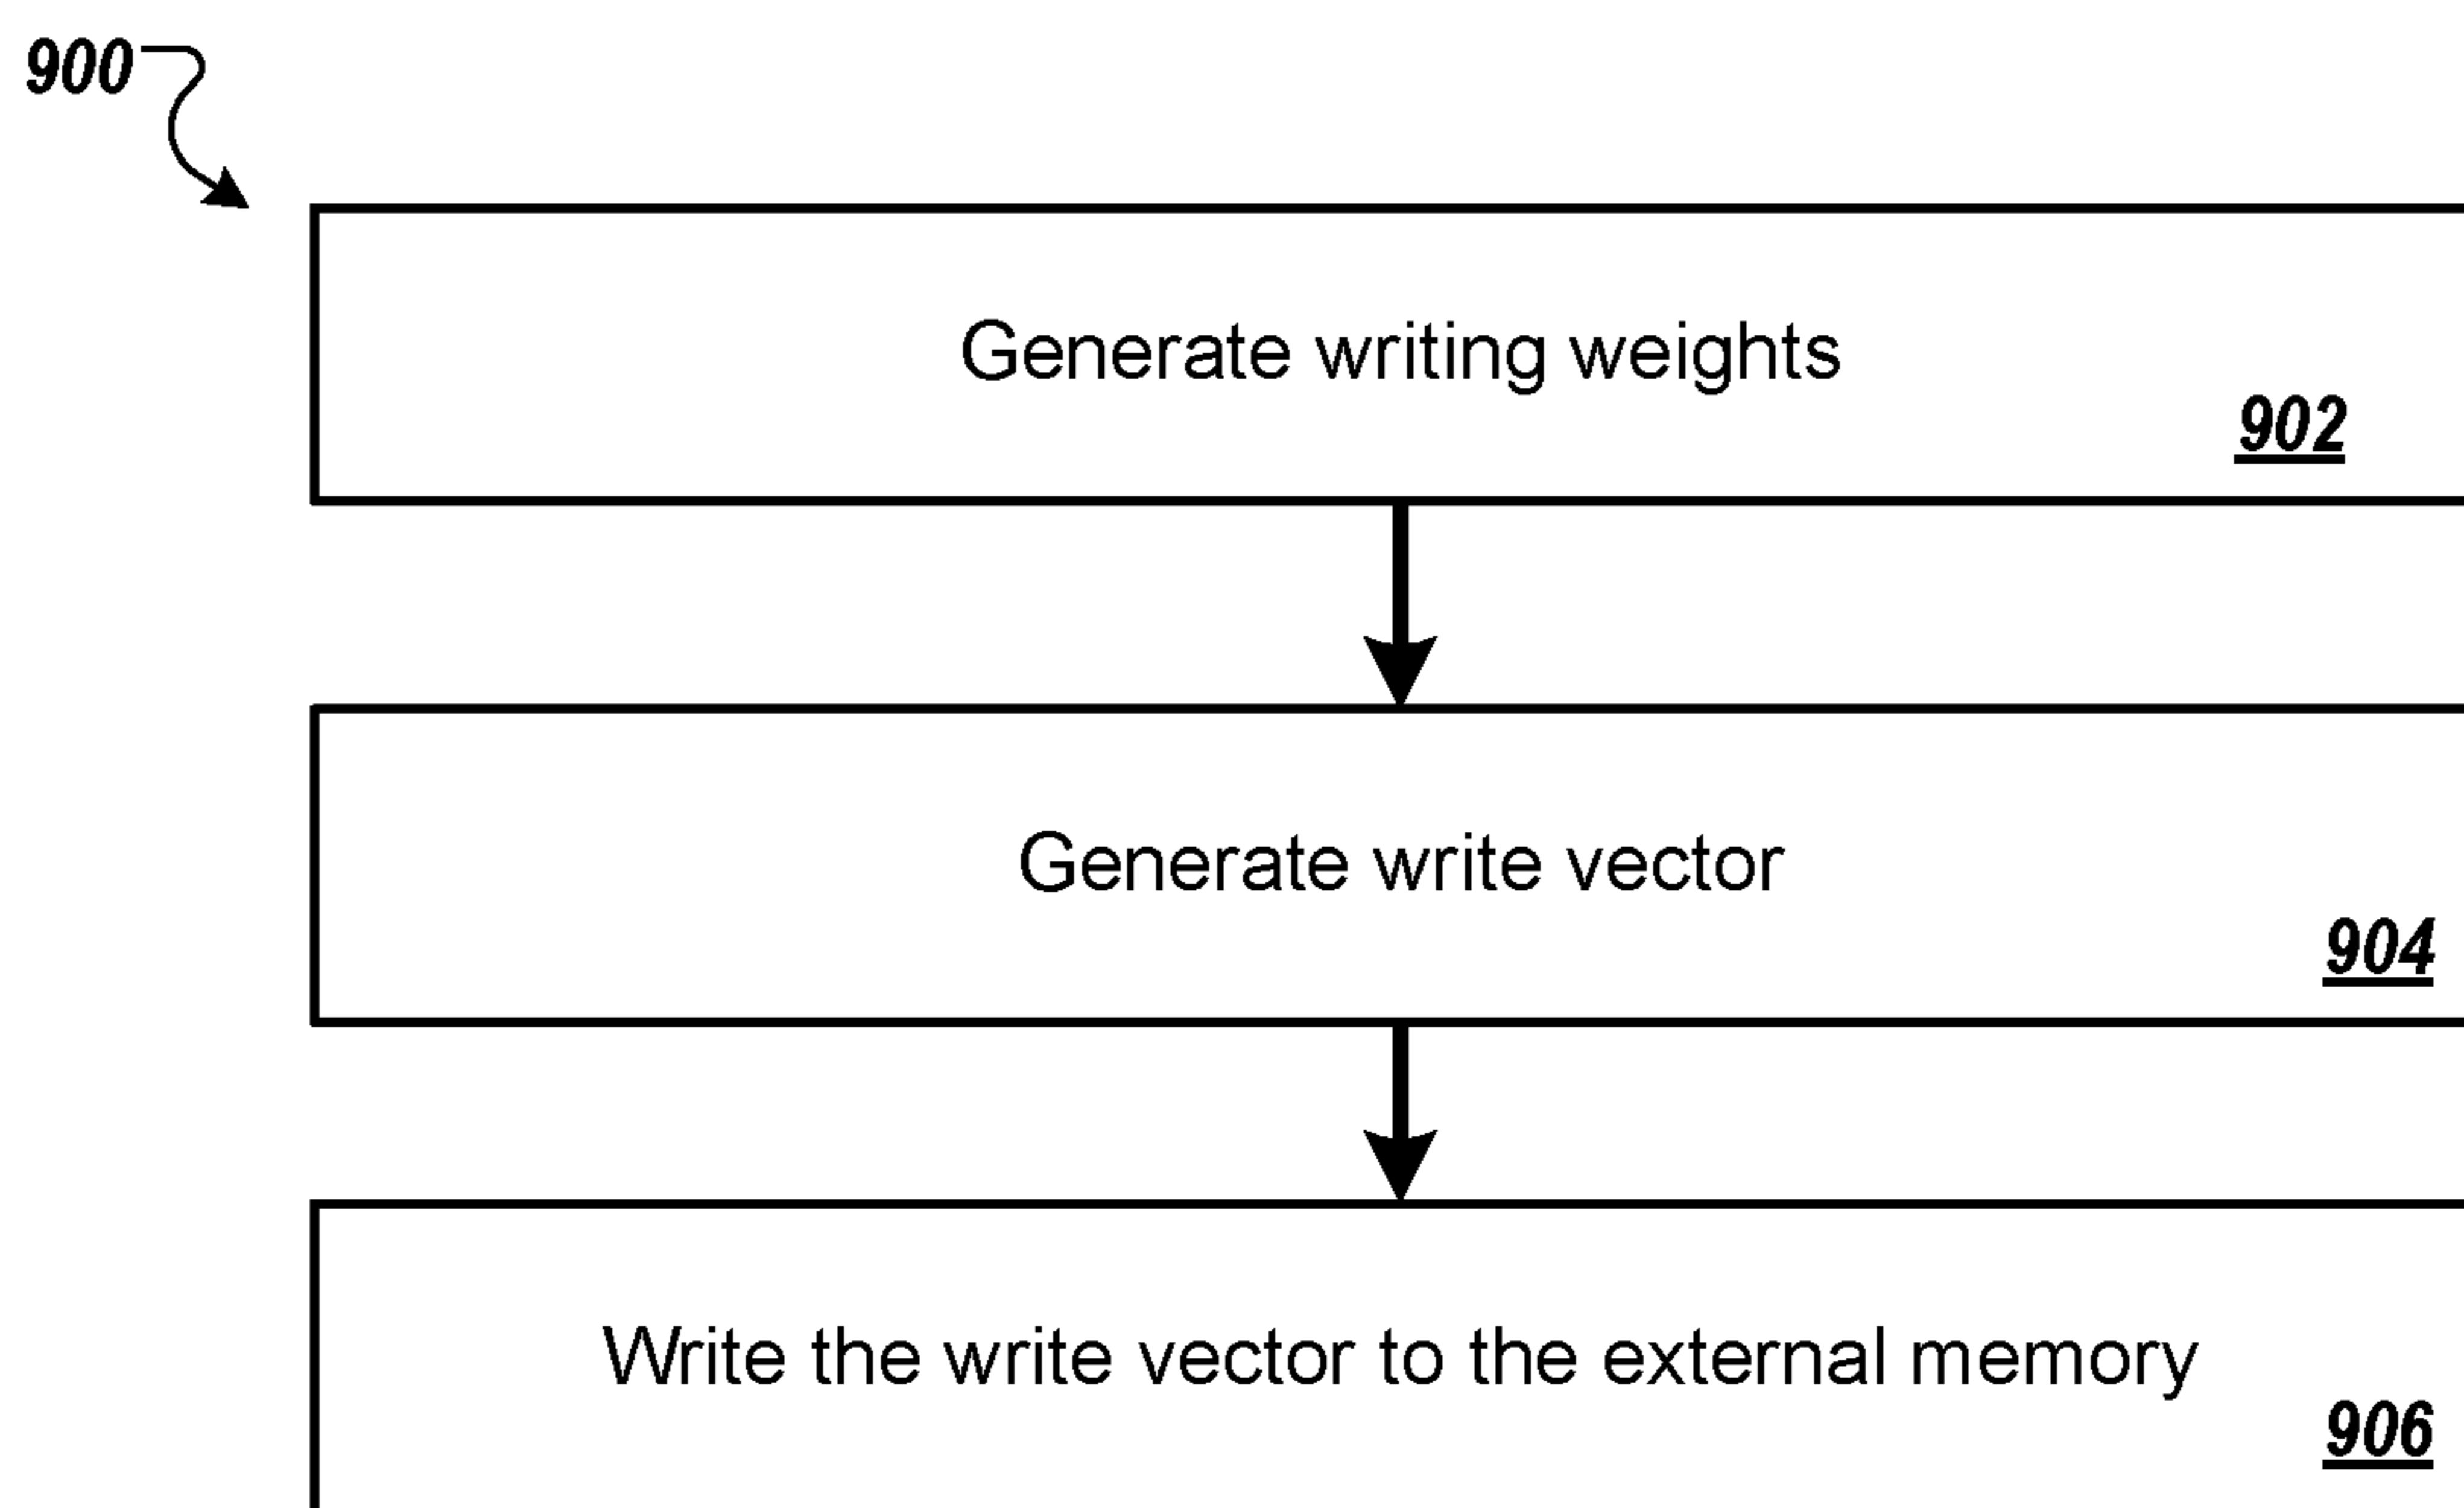 900
Generate writing weights
902
Generate write vector
904
Write the write vector to the external memory
906